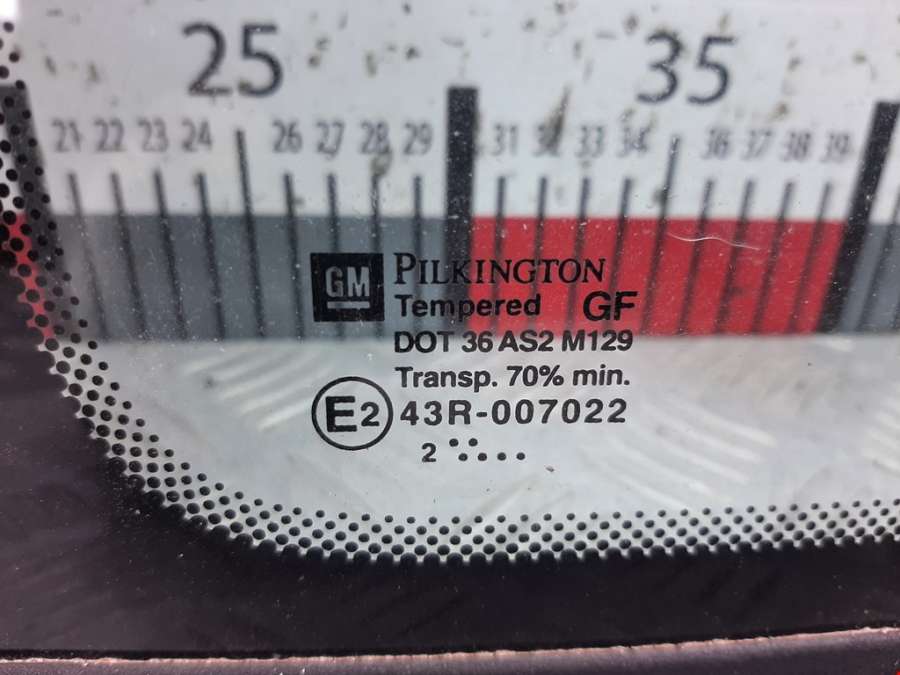 25 35
21 22 23 24 26 27 28 29 31 32 33 34 36 37 38 39
GM PILKINGTON
Tempered GF
DOT 36 AS2 M129
Transp. 70% min.
E2 43R-007022
2 ··.....